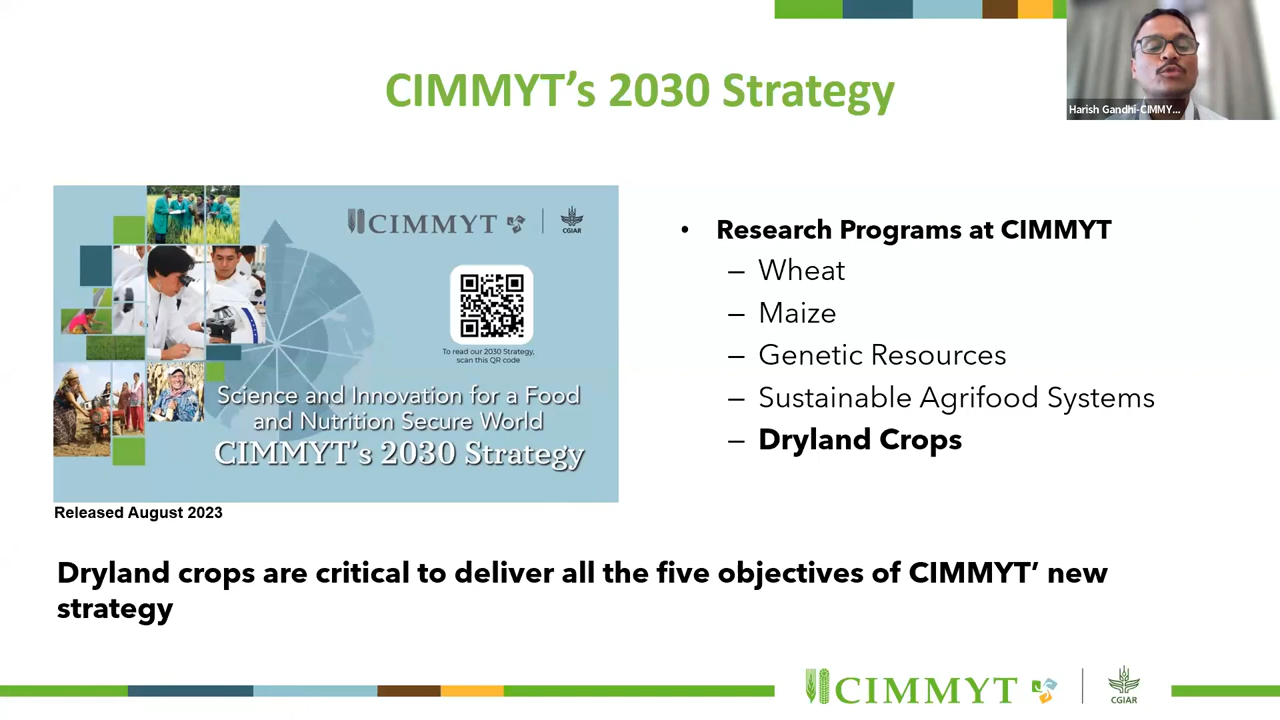 CIMMYT's 2030 Strategy
Harish Gandhi-CIMMY...
CIMMYT
CGIAR
To read our 2030 Strategy,
scan this QR code
Science and Innovation for a Food
and Nutrition Secure World
CIMMYT's 2030 Strategy
Released August 2023
• Research Programs at CIMMYT
– Wheat
– Maize
– Genetic Resources
– Sustainable Agrifood Systems
– Dryland Crops
Dryland crops are critical to deliver all the five objectives of CIMMYT’ new
strategy
CIMMYT
CGIAR